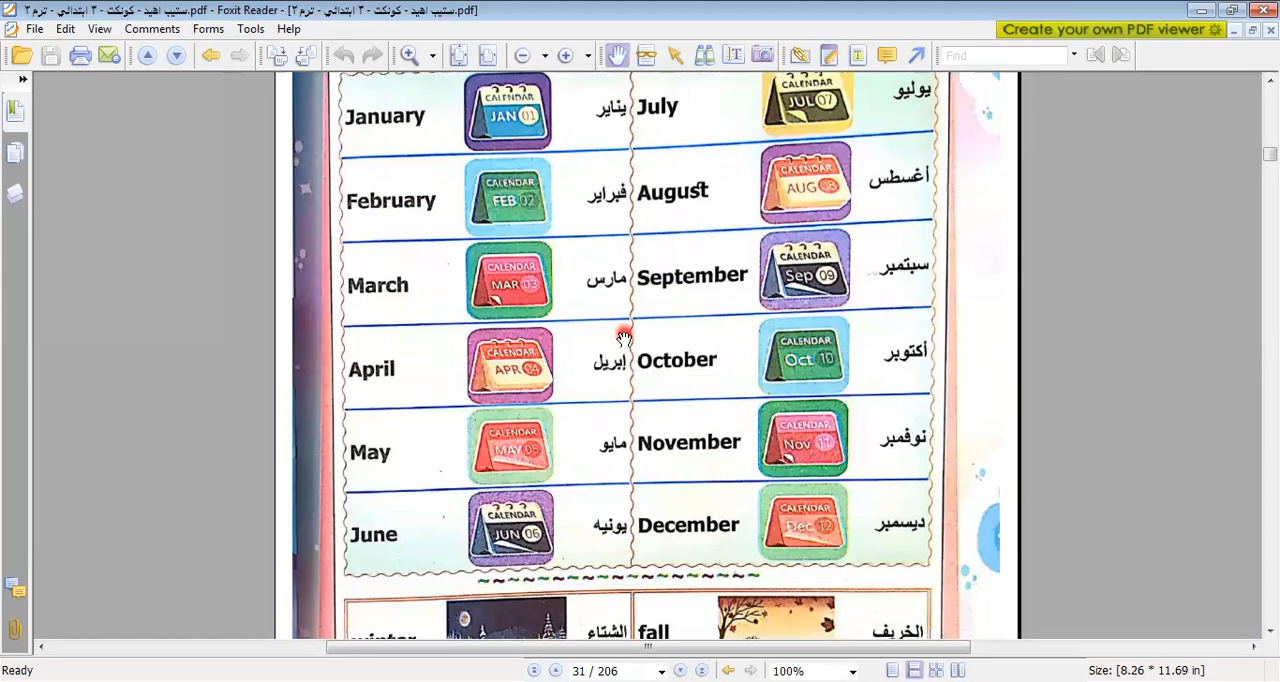 ستيب اهيد - كونكت - ٣ ابتدائي - ترم ٢.pdf - Foxit Reader - [ستيب اهيد - كونكت - ٣ ابتدائي - ترم ٢.pdf]
File Edit View Comments Forms Tools Help
Create your own PDF viewer
Find
January CALENDAR JAN 01 يناير
July CALENDAR JUL 07 يوليو
February CALENDAR FEB 02 فبراير
August CALENDAR AUG 08 أغسطس
March CALENDAR MAR 03 مارس
September CALENDAR Sep 09 سبتمبر
April CALENDAR APR 04 إبريل
October CALENDAR Oct 10 أكتوبر
May CALENDAR MAY 05 مايو
November CALENDAR Nov 11 نوفمبر
June CALENDAR JUN 06 يونيه
December CALENDAR Dec 12 ديسمبر
winter الشتاء
fall الخريف
Ready
31 / 206
100%
Size: [8.26 * 11.69 in]